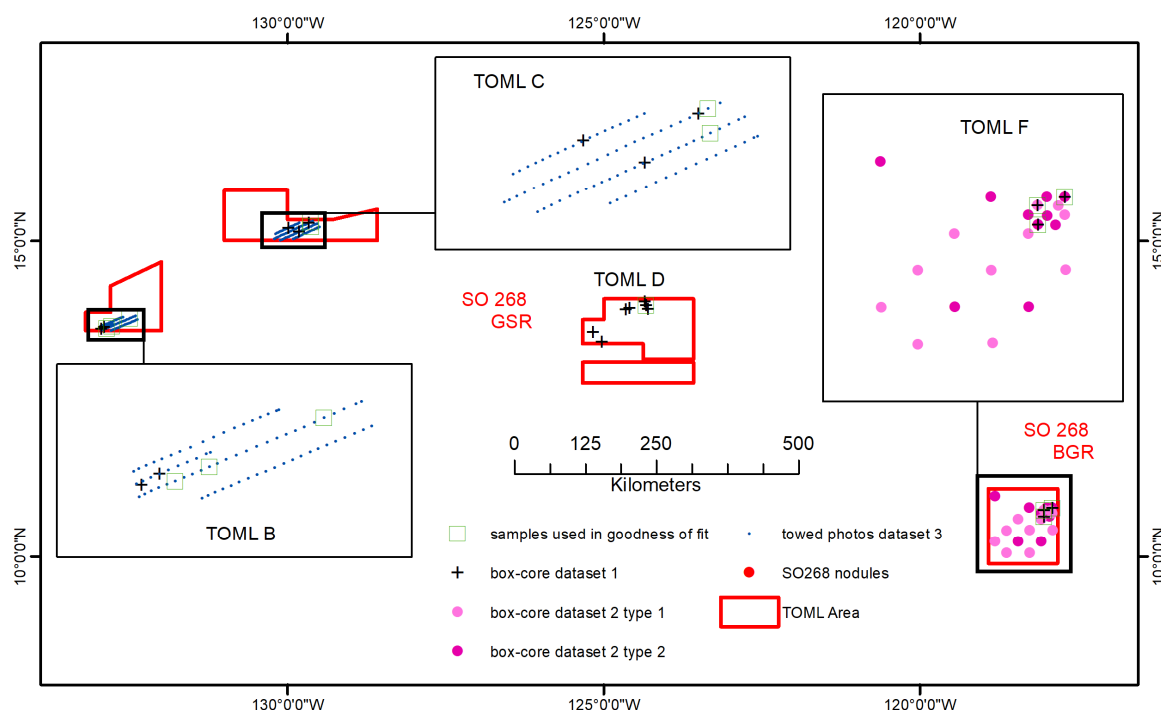 130°0'0"W
125°0'0"W
120°0'0"W
TOML C
TOML F
15°0'0"N
15°0'0"N
TOML D
SO 268
GSR
0
125
250
500
Kilometers
SO 268
BGR
TOML B
samples used in goodness of fit
towed photos dataset 3
box-core dataset 1
SO268 nodules
box-core dataset 2 type 1
TOML Area
box-core dataset 2 type 2
10°0'0"N
10°0'0"N
130°0'0"W
125°0'0"W
120°0'0"W